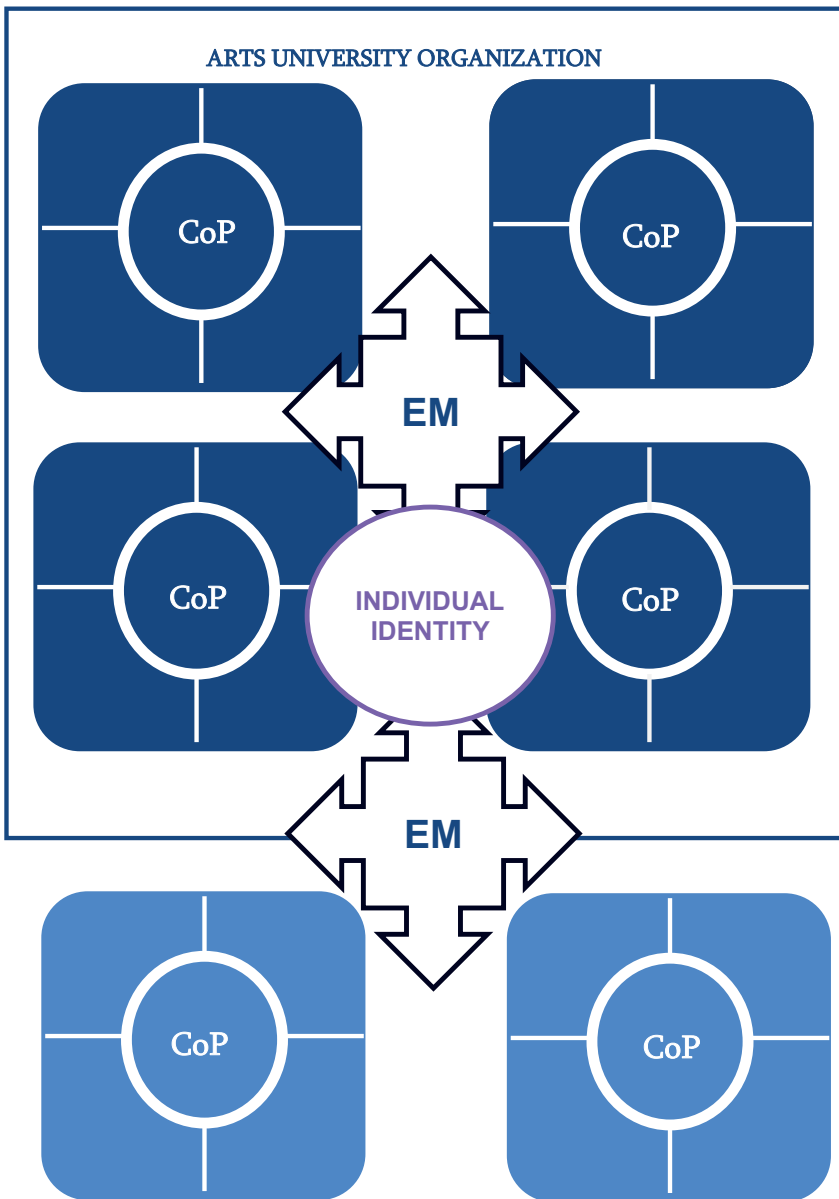 ARTS UNIVERSITY ORGANIZATION
CoP
CoP
EM
CoP
INDIVIDUAL
IDENTITY
CoP
EM
CoP
CoP